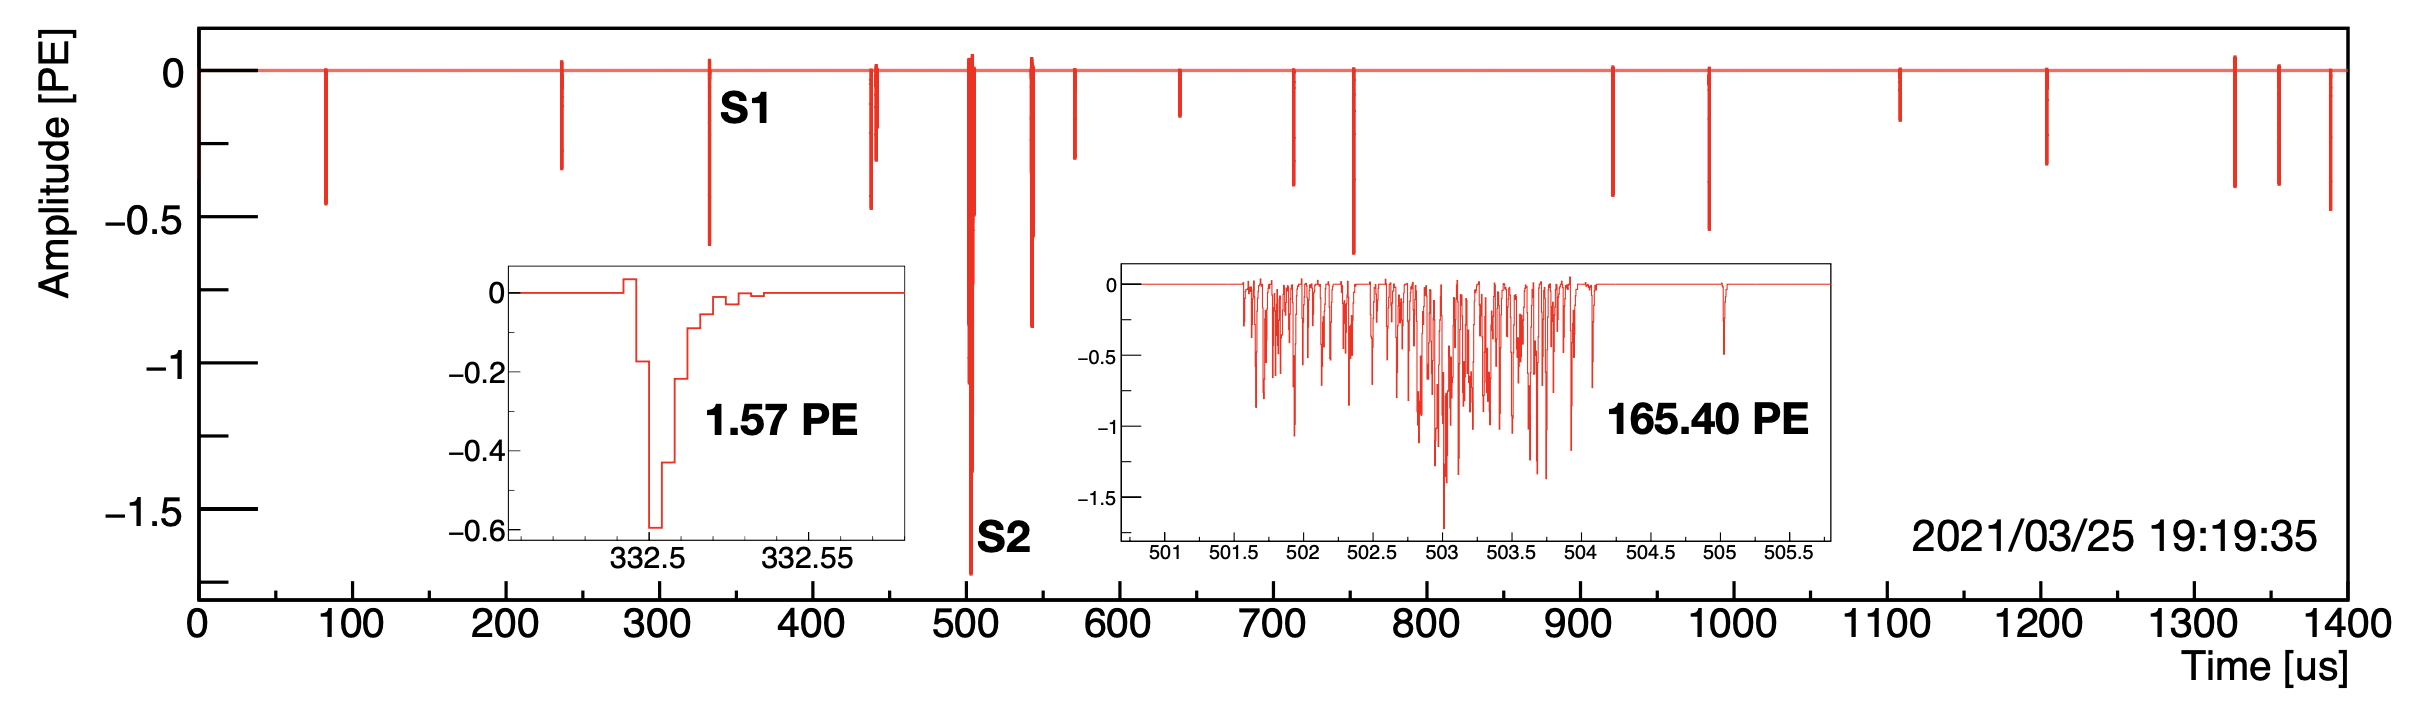 Amplitude [PE]
0
−0.5
−1
−1.5
S1
S2
0
−0.2
−0.4
−0.6
1.57 PE
332.5 332.55
0
−0.5
−1
−1.5
165.40 PE
501 501.5 502 502.5 503 503.5 504 504.5 505 505.5
2021/03/25 19:19:35
0 100 200 300 400 500 600 700 800 900 1000 1100 1200 1300 1400
Time [us]